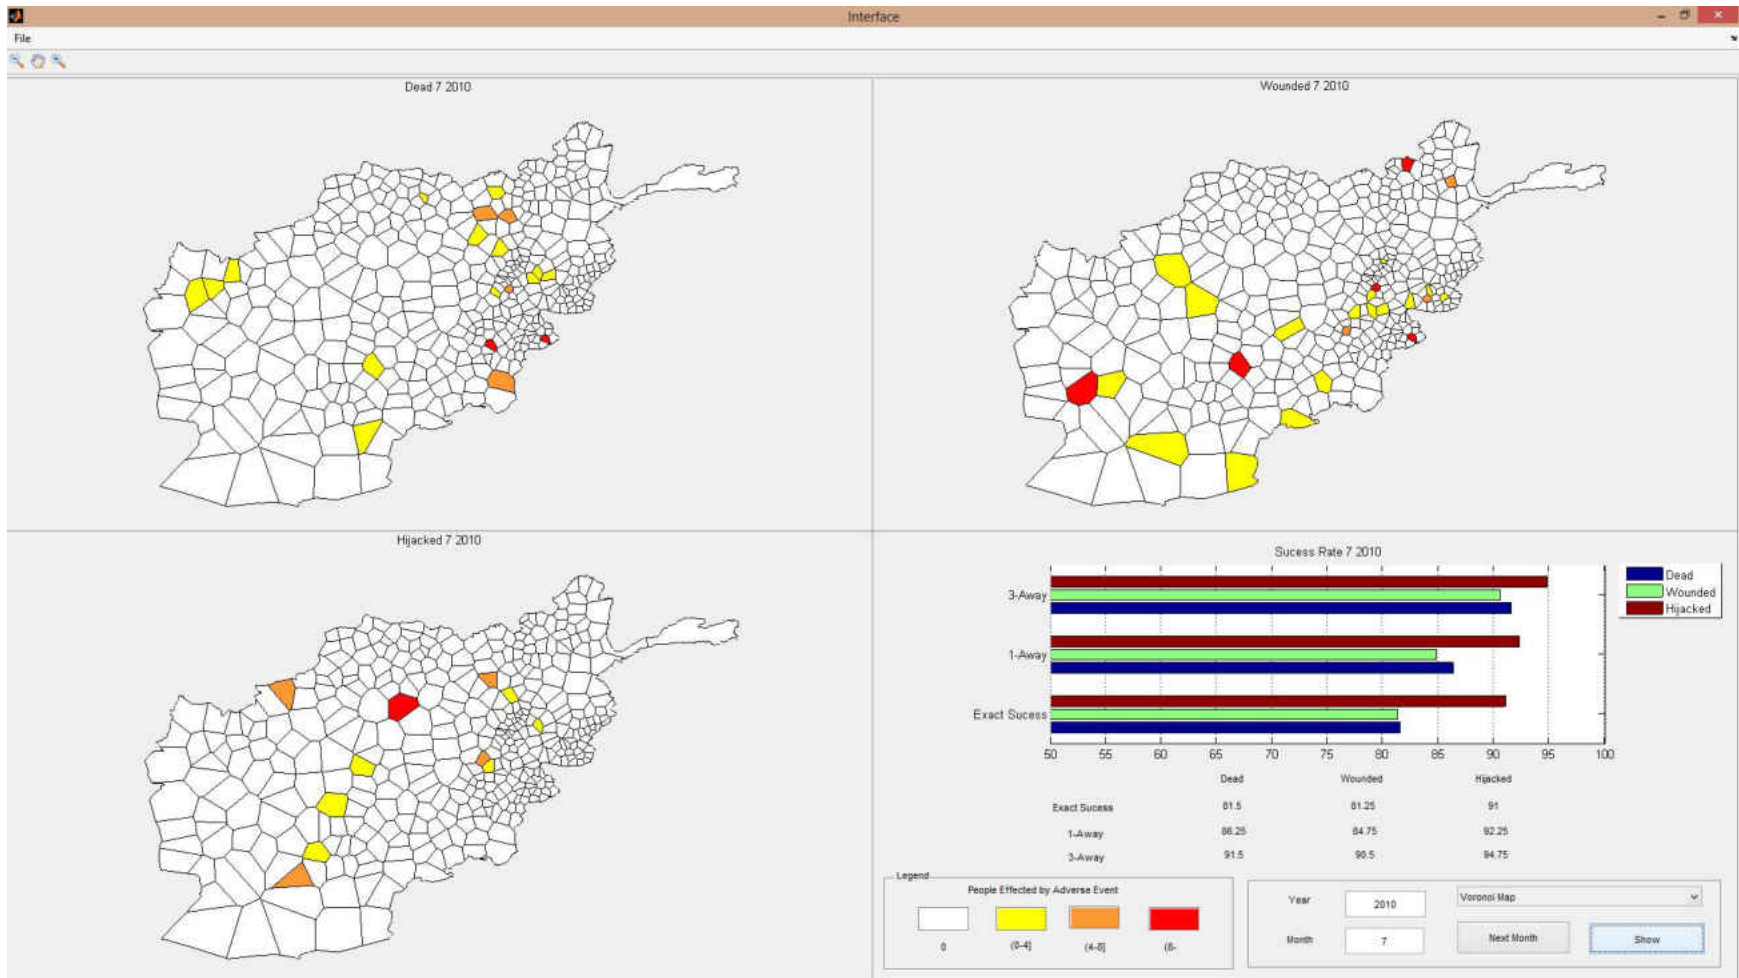 Interface
File
Dead 7 2010
Wounded 7 2010
Hijacked 7 2010
Sucess Rate 7 2010
Dead
Wounded
Hijacked
3-Away
1-Away
Exact Sucess
50 55 60 65 70 75 80 85 90 95 100
Dead Wounded Hijacked
Exact Sucess 81.5 81.25 91
1-Away 86.25 84.75 92.25
3-Away 91.5 90.5 94.75
Legend
People Effected by Adverse Event
0 (0-4] (4-8] (8-
Year 2010 Voronoi Map
Month 7 Next Month Show